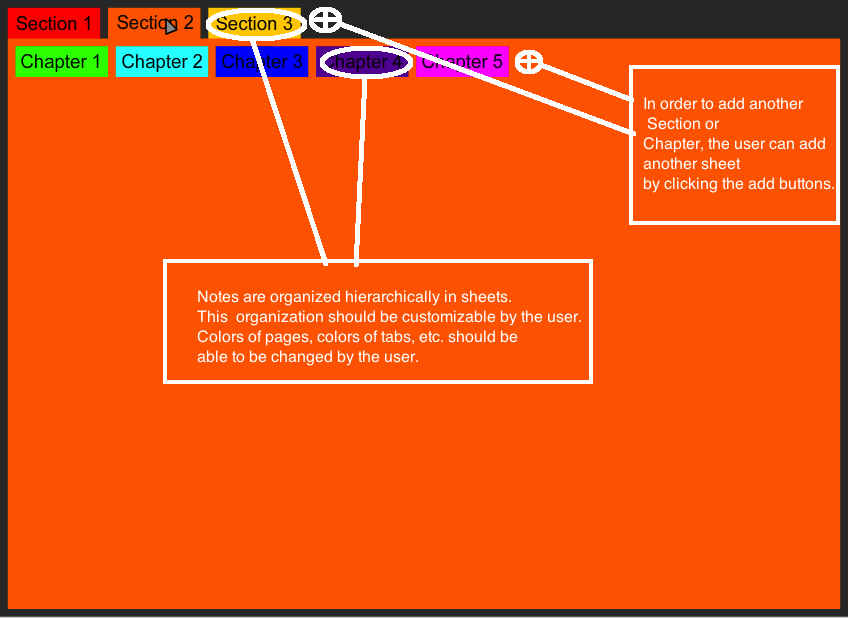 Section 1 Section 2 Section 3
Chapter 1 Chapter 2 Chapter 3 Chapter 4 Chapter 5
In order to add another
Section or
Chapter, the user can add
another sheet
by clicking the add buttons.
Notes are organized hierarchically in sheets.
This organization should be customizable by the user.
Colors of pages, colors of tabs, etc. should be
able to be changed by the user.